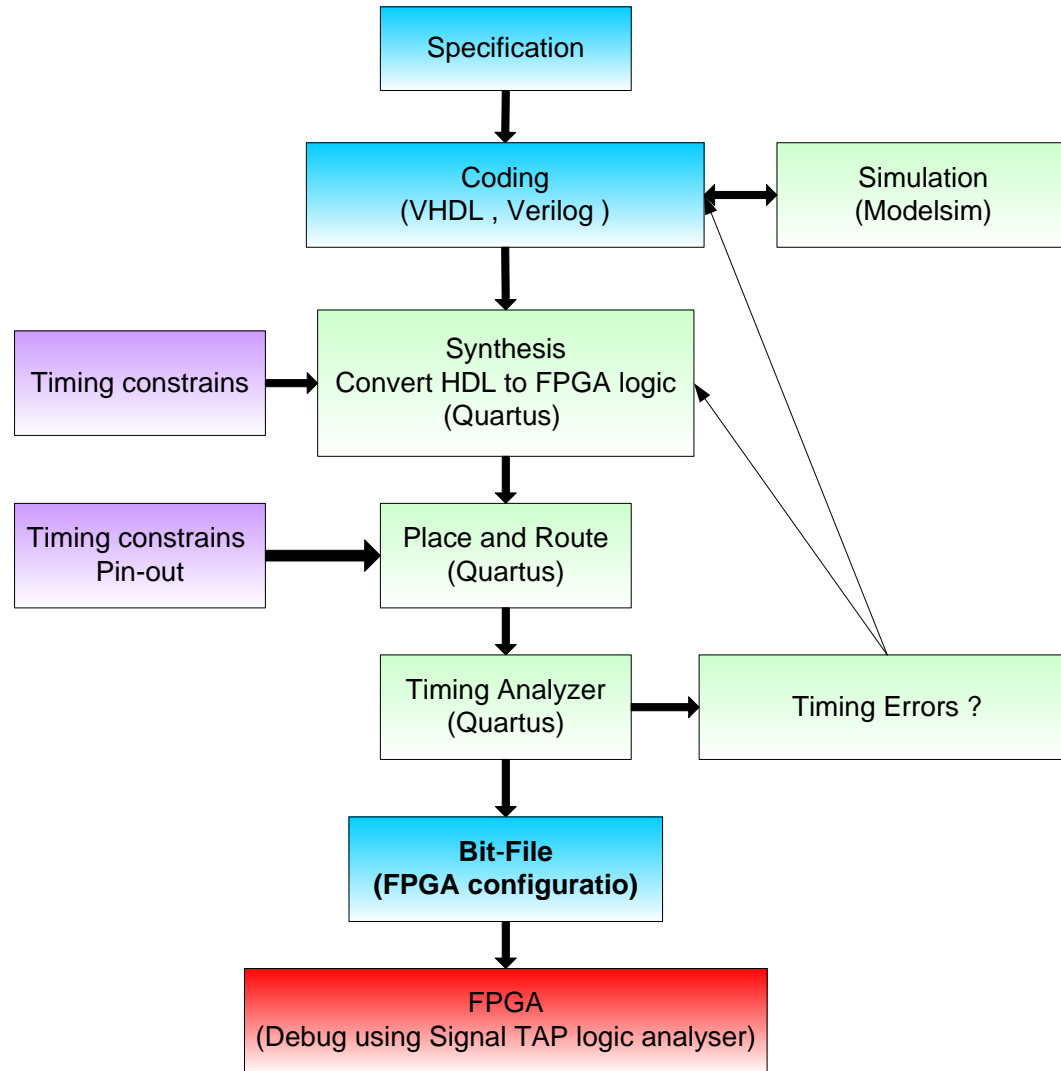 Specification
Coding
(VHDL , Verilog )
Simulation
(Modelsim)
Timing constrains
Synthesis
Convert HDL to FPGA logic
(Quartus)
Timing constrains
Pin-out
Place and Route
(Quartus)
Timing Analyzer
(Quartus)
Timing Errors ?
Bit-File
(FPGA configuratio)
FPGA
(Debug using Signal TAP logic analyser)